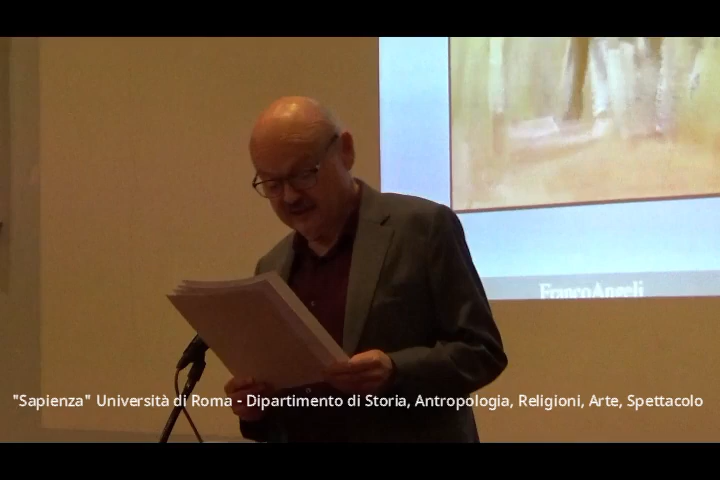 FrancoAngeli
"Sapienza" Università di Roma - Dipartimento di Storia, Antropologia, Religioni, Arte, Spettacolo